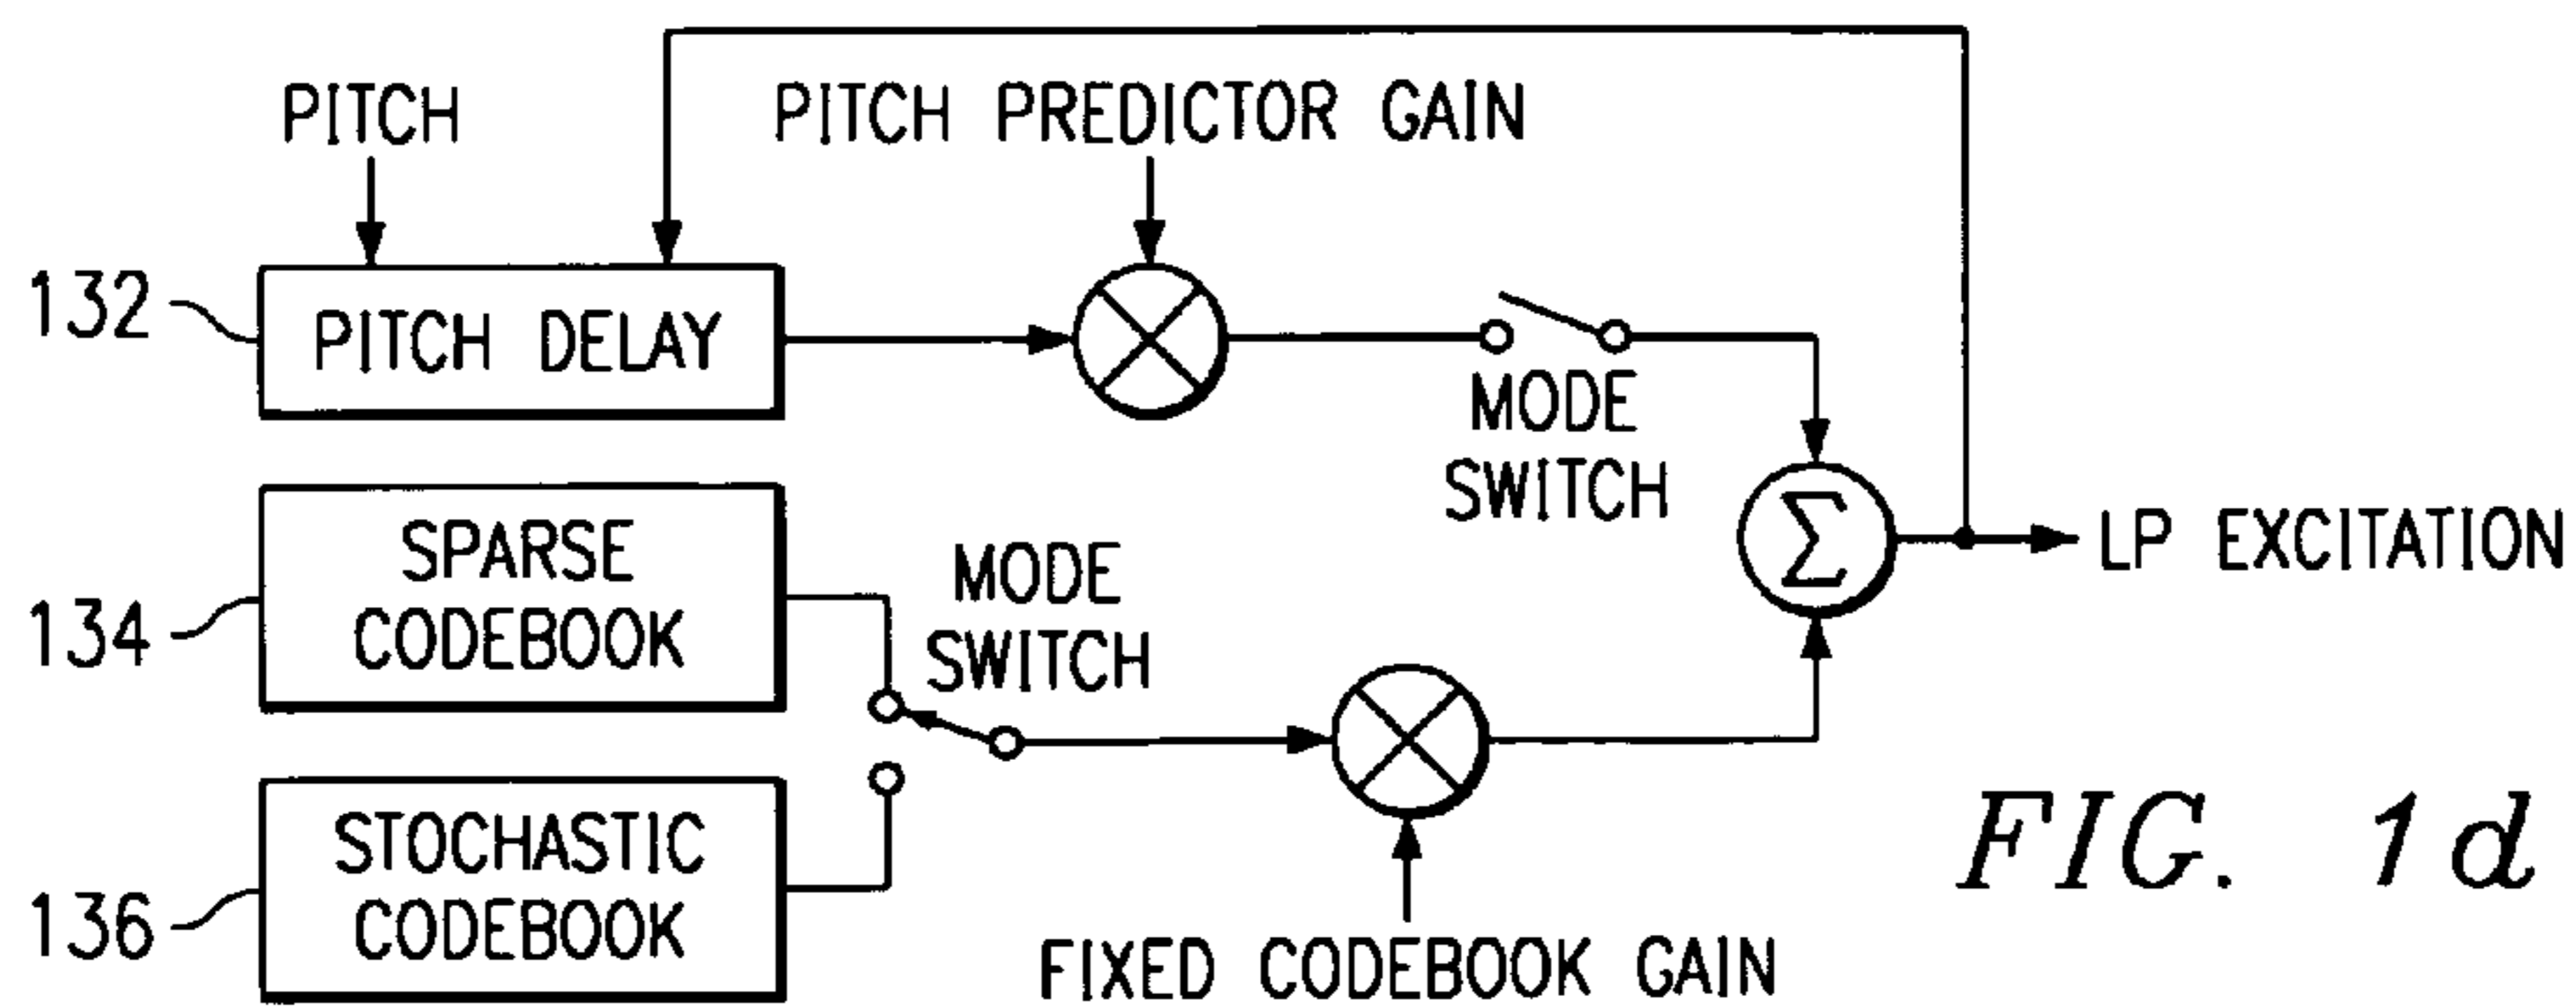 PITCH
PITCH PREDICTOR GAIN
132
PITCH DELAY
MODE
SWITCH
134
SPARSE
CODEBOOK
MODE
SWITCH
Σ
LP EXCITATION
136
STOCHASTIC
CODEBOOK
FIXED CODEBOOK GAIN
FIG. 1d